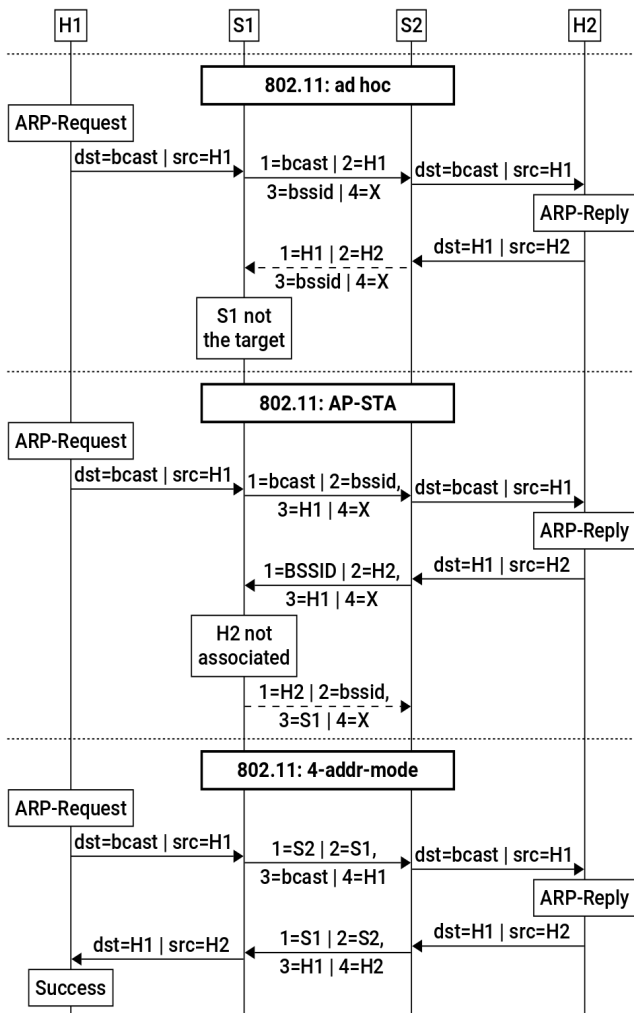 H1
S1
S2
H2
802.11: ad hoc
ARP-Request
dst=bcast | src=H1
1=bcast | 2=H1
3=bssid | 4=X
dst=bcast | src=H1
ARP-Reply
dst=H1 | src=H2
1=H1 | 2=H2
3=bssid | 4=X
S1 not
the target
802.11: AP-STA
ARP-Request
dst=bcast | src=H1
1=bcast | 2=bssid,
3=H1 | 4=X
dst=bcast | src=H1
ARP-Reply
dst=H1 | src=H2
1=BSSID | 2=H2,
3=H1 | 4=X
H2 not
associated
1=H2 | 2=bssid,
3=S1 | 4=X
802.11: 4-addr-mode
ARP-Request
dst=bcast | src=H1
1=S2 | 2=S1,
3=bcast | 4=H1
dst=bcast | src=H1
ARP-Reply
dst=H1 | src=H2
1=S1 | 2=S2,
3=H1 | 4=H2
dst=H1 | src=H2
Success